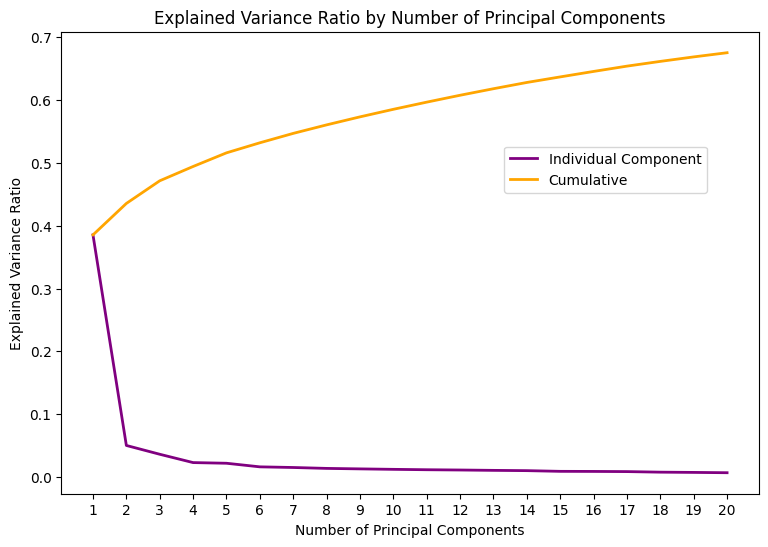 Explained Variance Ratio by Number of Principal Components
0.7
0.6
0.5
0.4
0.3
0.2
0.1
0.0
Explained Variance Ratio
Individual Component
Cumulative
1 2 3 4 5 6 7 8 9 10 11 12 13 14 15 16 17 18 19 20
Number of Principal Components